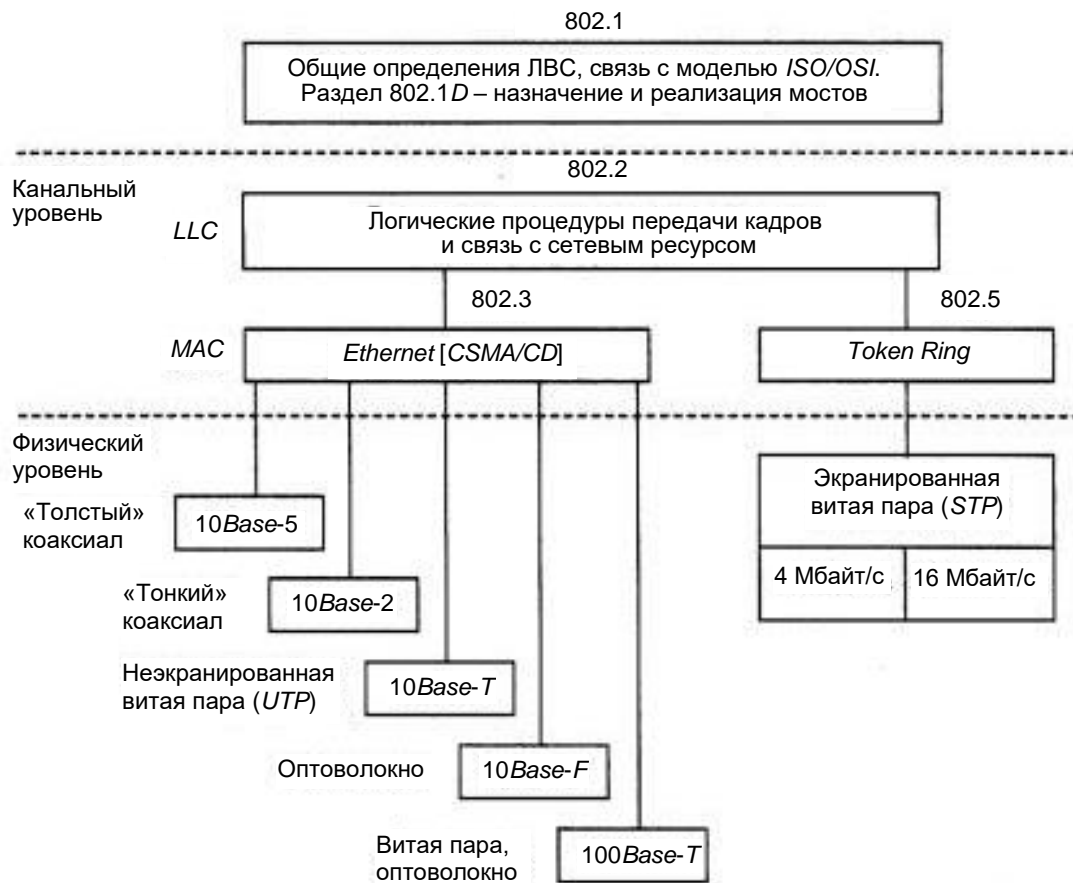 802.1
Общие определения ЛВС, связь с моделью ISO/OSI.
Раздел 802.1D – назначение и реализация мостов
802.2
Канальный
уровень
LLC
Логические процедуры передачи кадров
и связь с сетевым ресурсом
802.3
802.5
MAC
Ethernet [CSMA/CD]
Token Ring
Физический
уровень
Экранированная
витая пара (STP)
4 Мбайт/с
16 Мбайт/с
«Толстый»
коаксиал
10Base-5
«Тонкий»
коаксиал
10Base-2
Неэкранированная
витая пара (UTP)
10Base-T
Оптоволокно
10Base-F
Витая пара,
оптоволокно
100Base-T